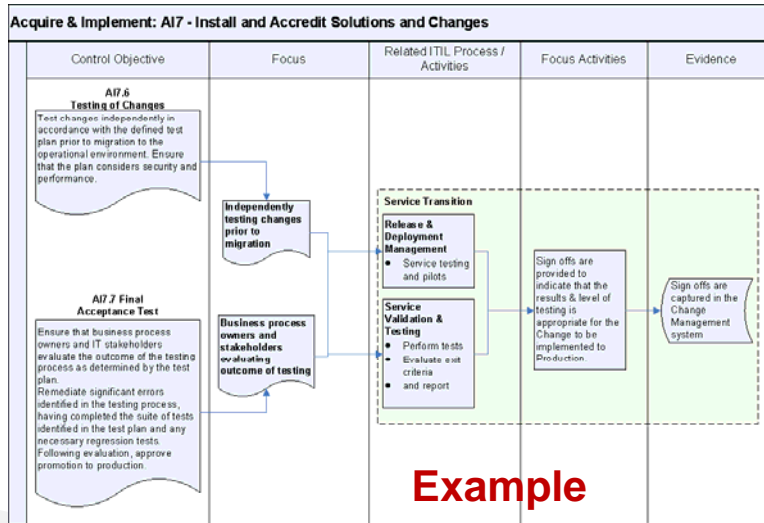 Acquire & Implement: AI7 - Install and Accredit Solutions and Changes
Control Objective
Focus
Related ITIL Process /
Activities
Focus Activities
Evidence
AI7.6
Testing of Changes
Test changes independently in
accordance with the defined test
plan prior to migration to the
operational environment. Ensure
that the plan considers security and
performance.
Independently
testing changes
prior to
migration
Service Transition
Release &
Deployment
Management
● Service testing
and pilots
Service
Validation &
Testing
● Perform tests
● Evaluate exit
criteria
● and report
Sign offs are
provided to
indicate that the
results & level of
testing is
appropriate for the
Change to be
implemented to
Production.
Sign offs are
captured in the
Change
Management
system
AI7.7 Final
Acceptance Test
Ensure that business process
owners and IT stakeholders
evaluate the outcome of the testing
process as determined by the test
plan.
Remediate significant errors
identified in the testing process,
having completed the suite of tests
identified in the test plan and any
necessary regression tests.
Following evaluation, approve
promotion to production.
Business process
owners and
stakeholders
evaluating
outcome of testing
Example